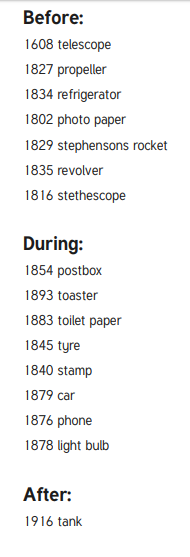 Before:
1608 telescope
1827 propeller
1834 refrigerator
1802 photo paper
1829 stephensons rocket
1835 revolver
1816 stethescope
During:
1854 postbox
1893 toaster
1883 toilet paper
1845 tyre
1840 stamp
1879 car
1876 phone
1878 light bulb
After:
1916 tank